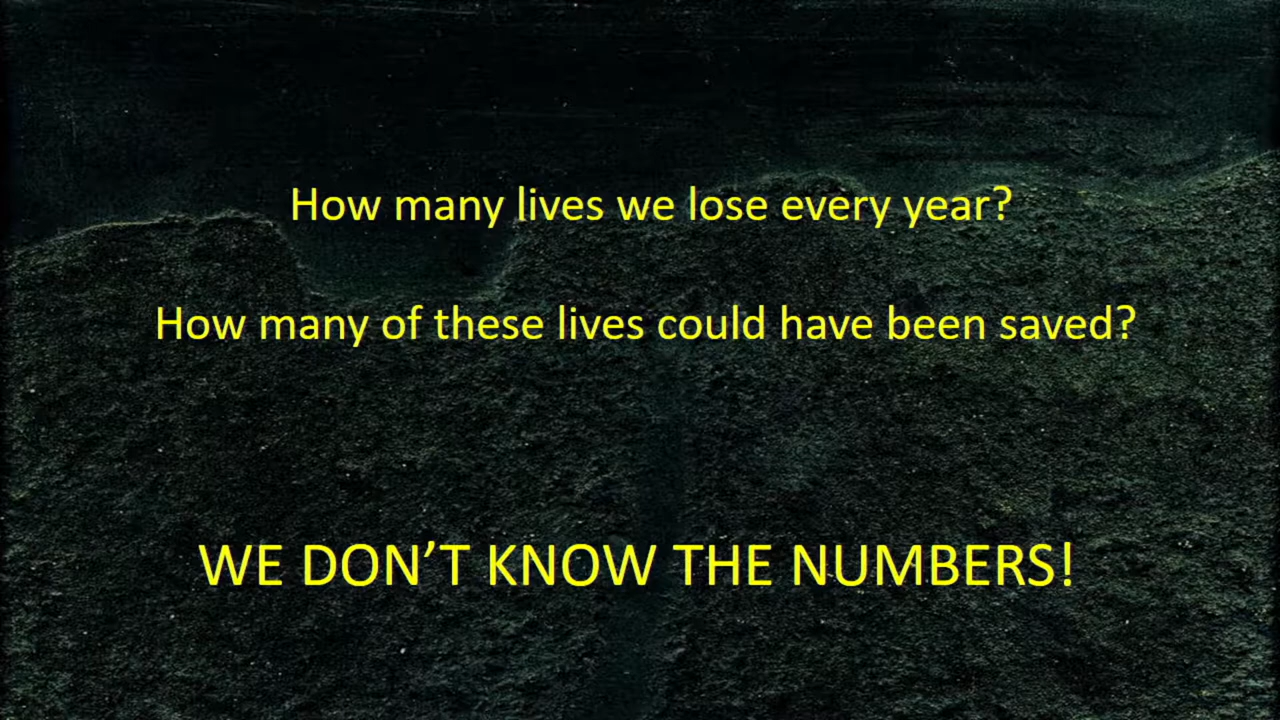 How many lives we lose every year?
How many of these lives could have been saved?
WE DON’T KNOW THE NUMBERS!